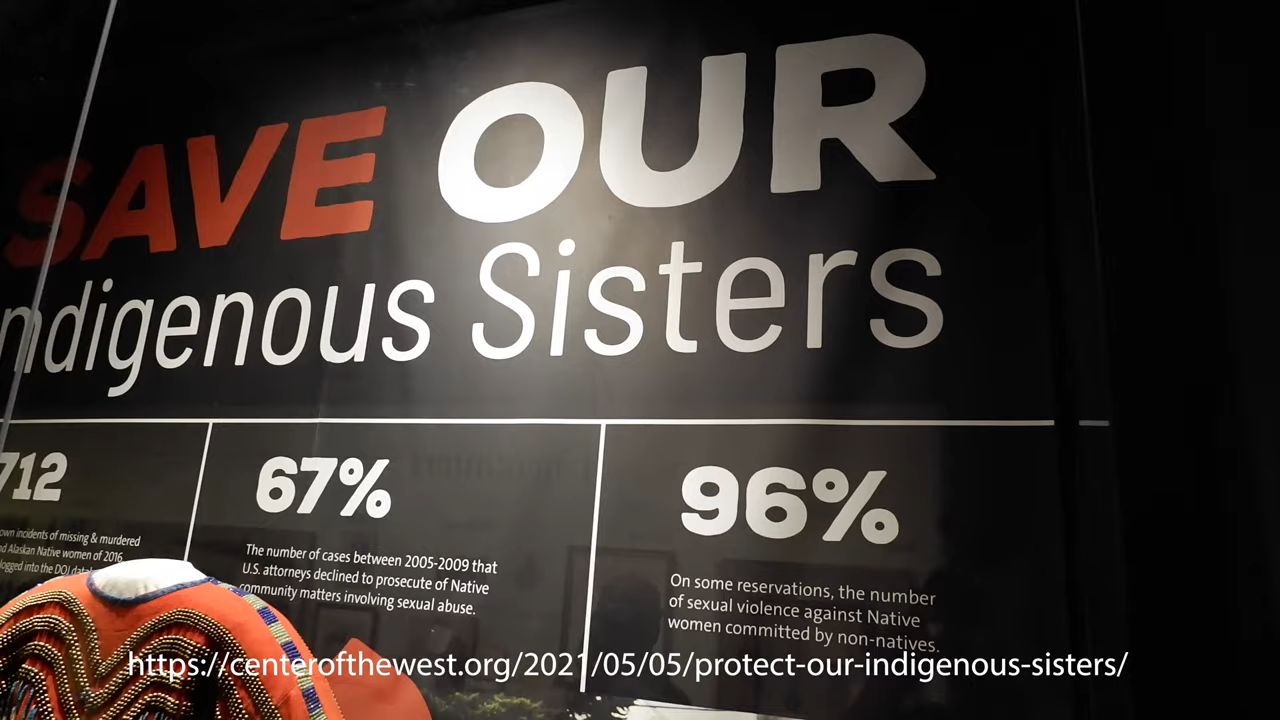 SAVE OUR
ndigenous Sisters
712
own incidents of missing & murdered
d Alaskan Native women of 2016
logged into the DOJ
67%
The number of cases between 2005-2009 that
U.S. attorneys declined to prosecute of Native
community matters involving sexual abuse.
96%
On some reservations, the number
of sexual violence against Native
women committed by non-natives.
https://centerofthewest.org/2021/05/05/protect-our-indigenous-sisters/